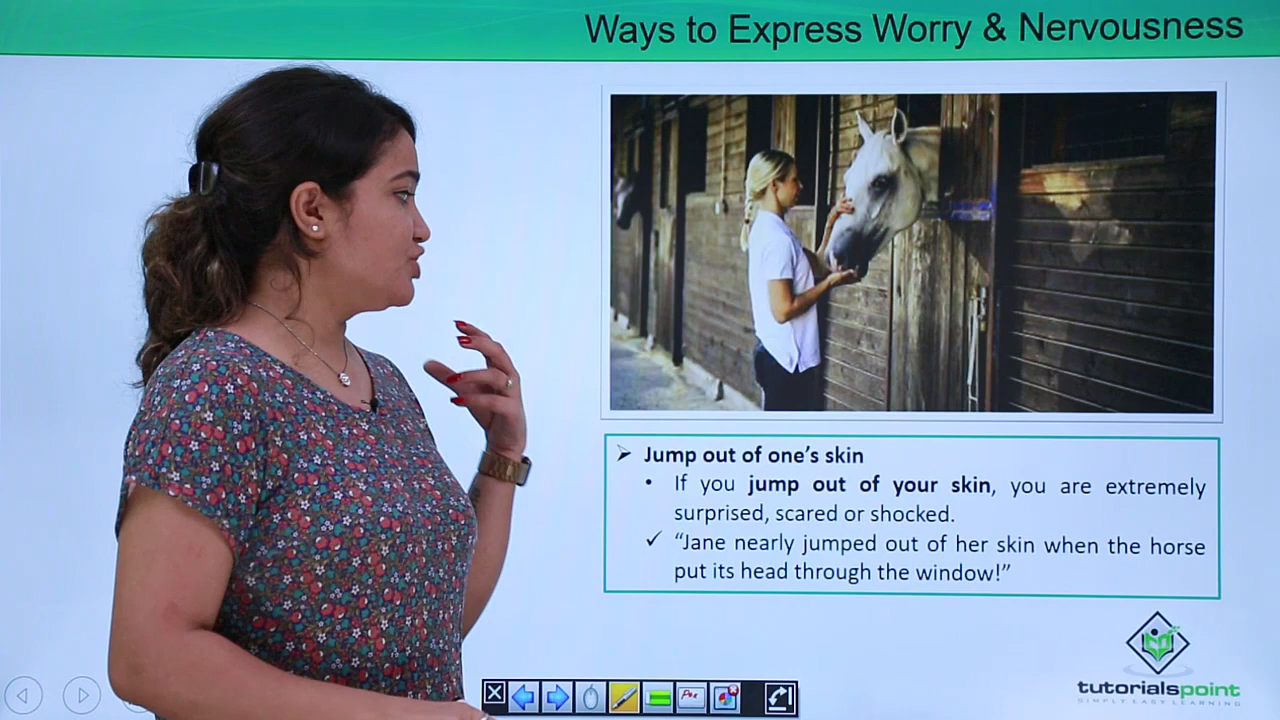 Ways to Express Worry & Nervousness
➢ Jump out of one’s skin
• If you jump out of your skin, you are extremely
surprised, scared or shocked.
✓ “Jane nearly jumped out of her skin when the horse
put its head through the window!”
tutorialspoint
SIMPLY EASY LEARNING
Pen